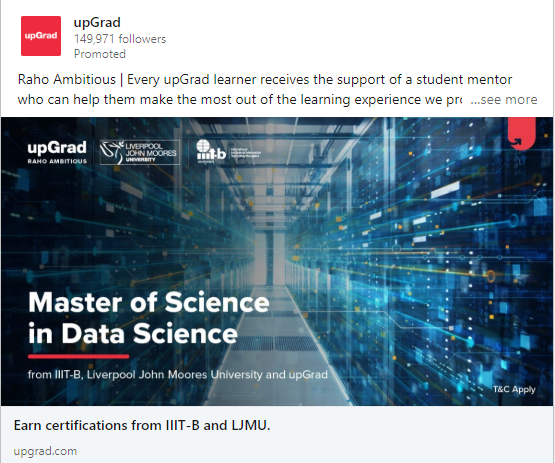 upGrad
upGrad
149,971 followers
Promoted
Raho Ambitious | Every upGrad learner receives the support of a student mentor
who can help them make the most out of the learning experience we pro ...see more
upGrad
RAHO AMBITIOUS
LIVERPOOL
JOHN MOORES
UNIVERSITY
iiit-b
Master of Science
in Data Science
from IIIT-B, Liverpool John Moores University and upGrad
T&C Apply
Earn certifications from IIIT-B and LJMU.
upgrad.com